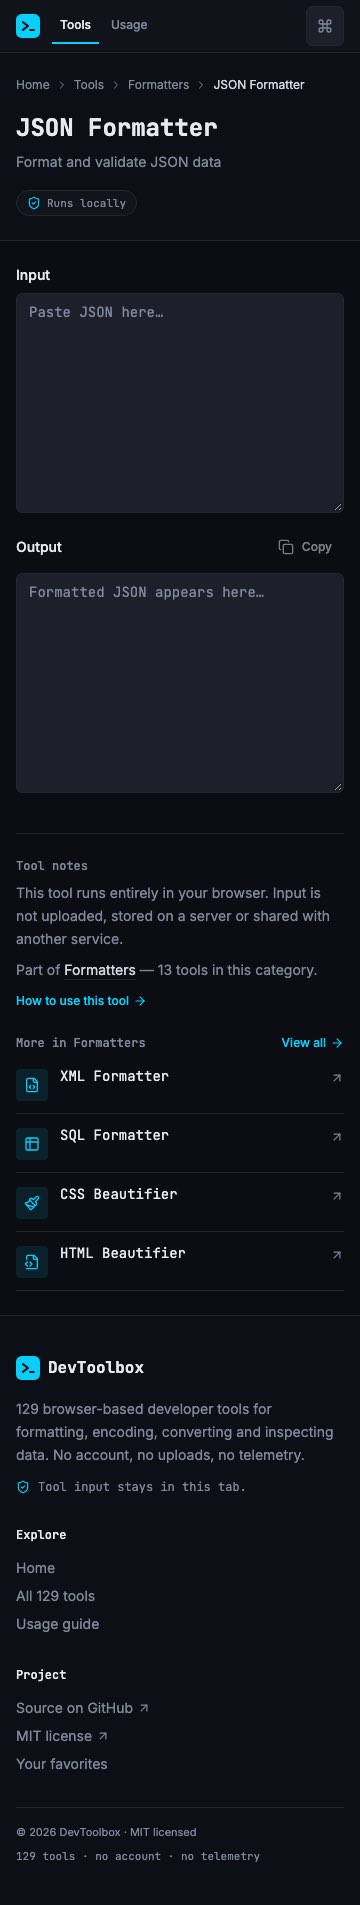 Tools Usage
Home > Tools > Formatters > JSON Formatter
JSON Formatter
Format and validate JSON data
Runs locally
Input
Paste JSON here…
Output Copy
Formatted JSON appears here…
Tool notes
This tool runs entirely in your browser. Input is
not uploaded, stored on a server or shared with
another service.
Part of Formatters — 13 tools in this category.
How to use this tool →
More in Formatters View all →
XML Formatter
SQL Formatter
CSS Beautifier
HTML Beautifier
DevToolbox
129 browser-based developer tools for
formatting, encoding, converting and inspecting
data. No account, no uploads, no telemetry.
Tool input stays in this tab.
Explore
Home
All 129 tools
Usage guide
Project
Source on GitHub
MIT license
Your favorites
© 2026 DevToolbox · MIT licensed
129 tools · no account · no telemetry